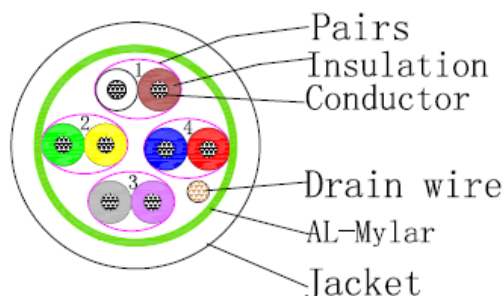 Pairs
Insulation
Conductor
Drain wire
AL-Mylar
Jacket
1
2
4
3